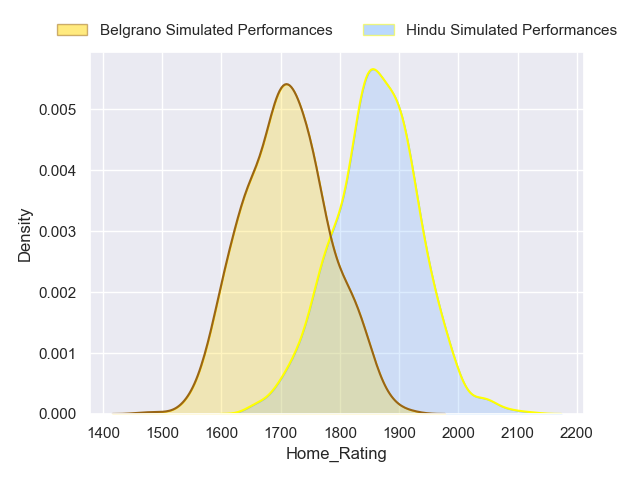 Belgrano Simulated Performances
Hindu Simulated Performances
Density
0.005
0.004
0.003
0.002
0.001
0.000
1400 1500 1600 1700 1800 1900 2000 2100 2200
Home_Rating